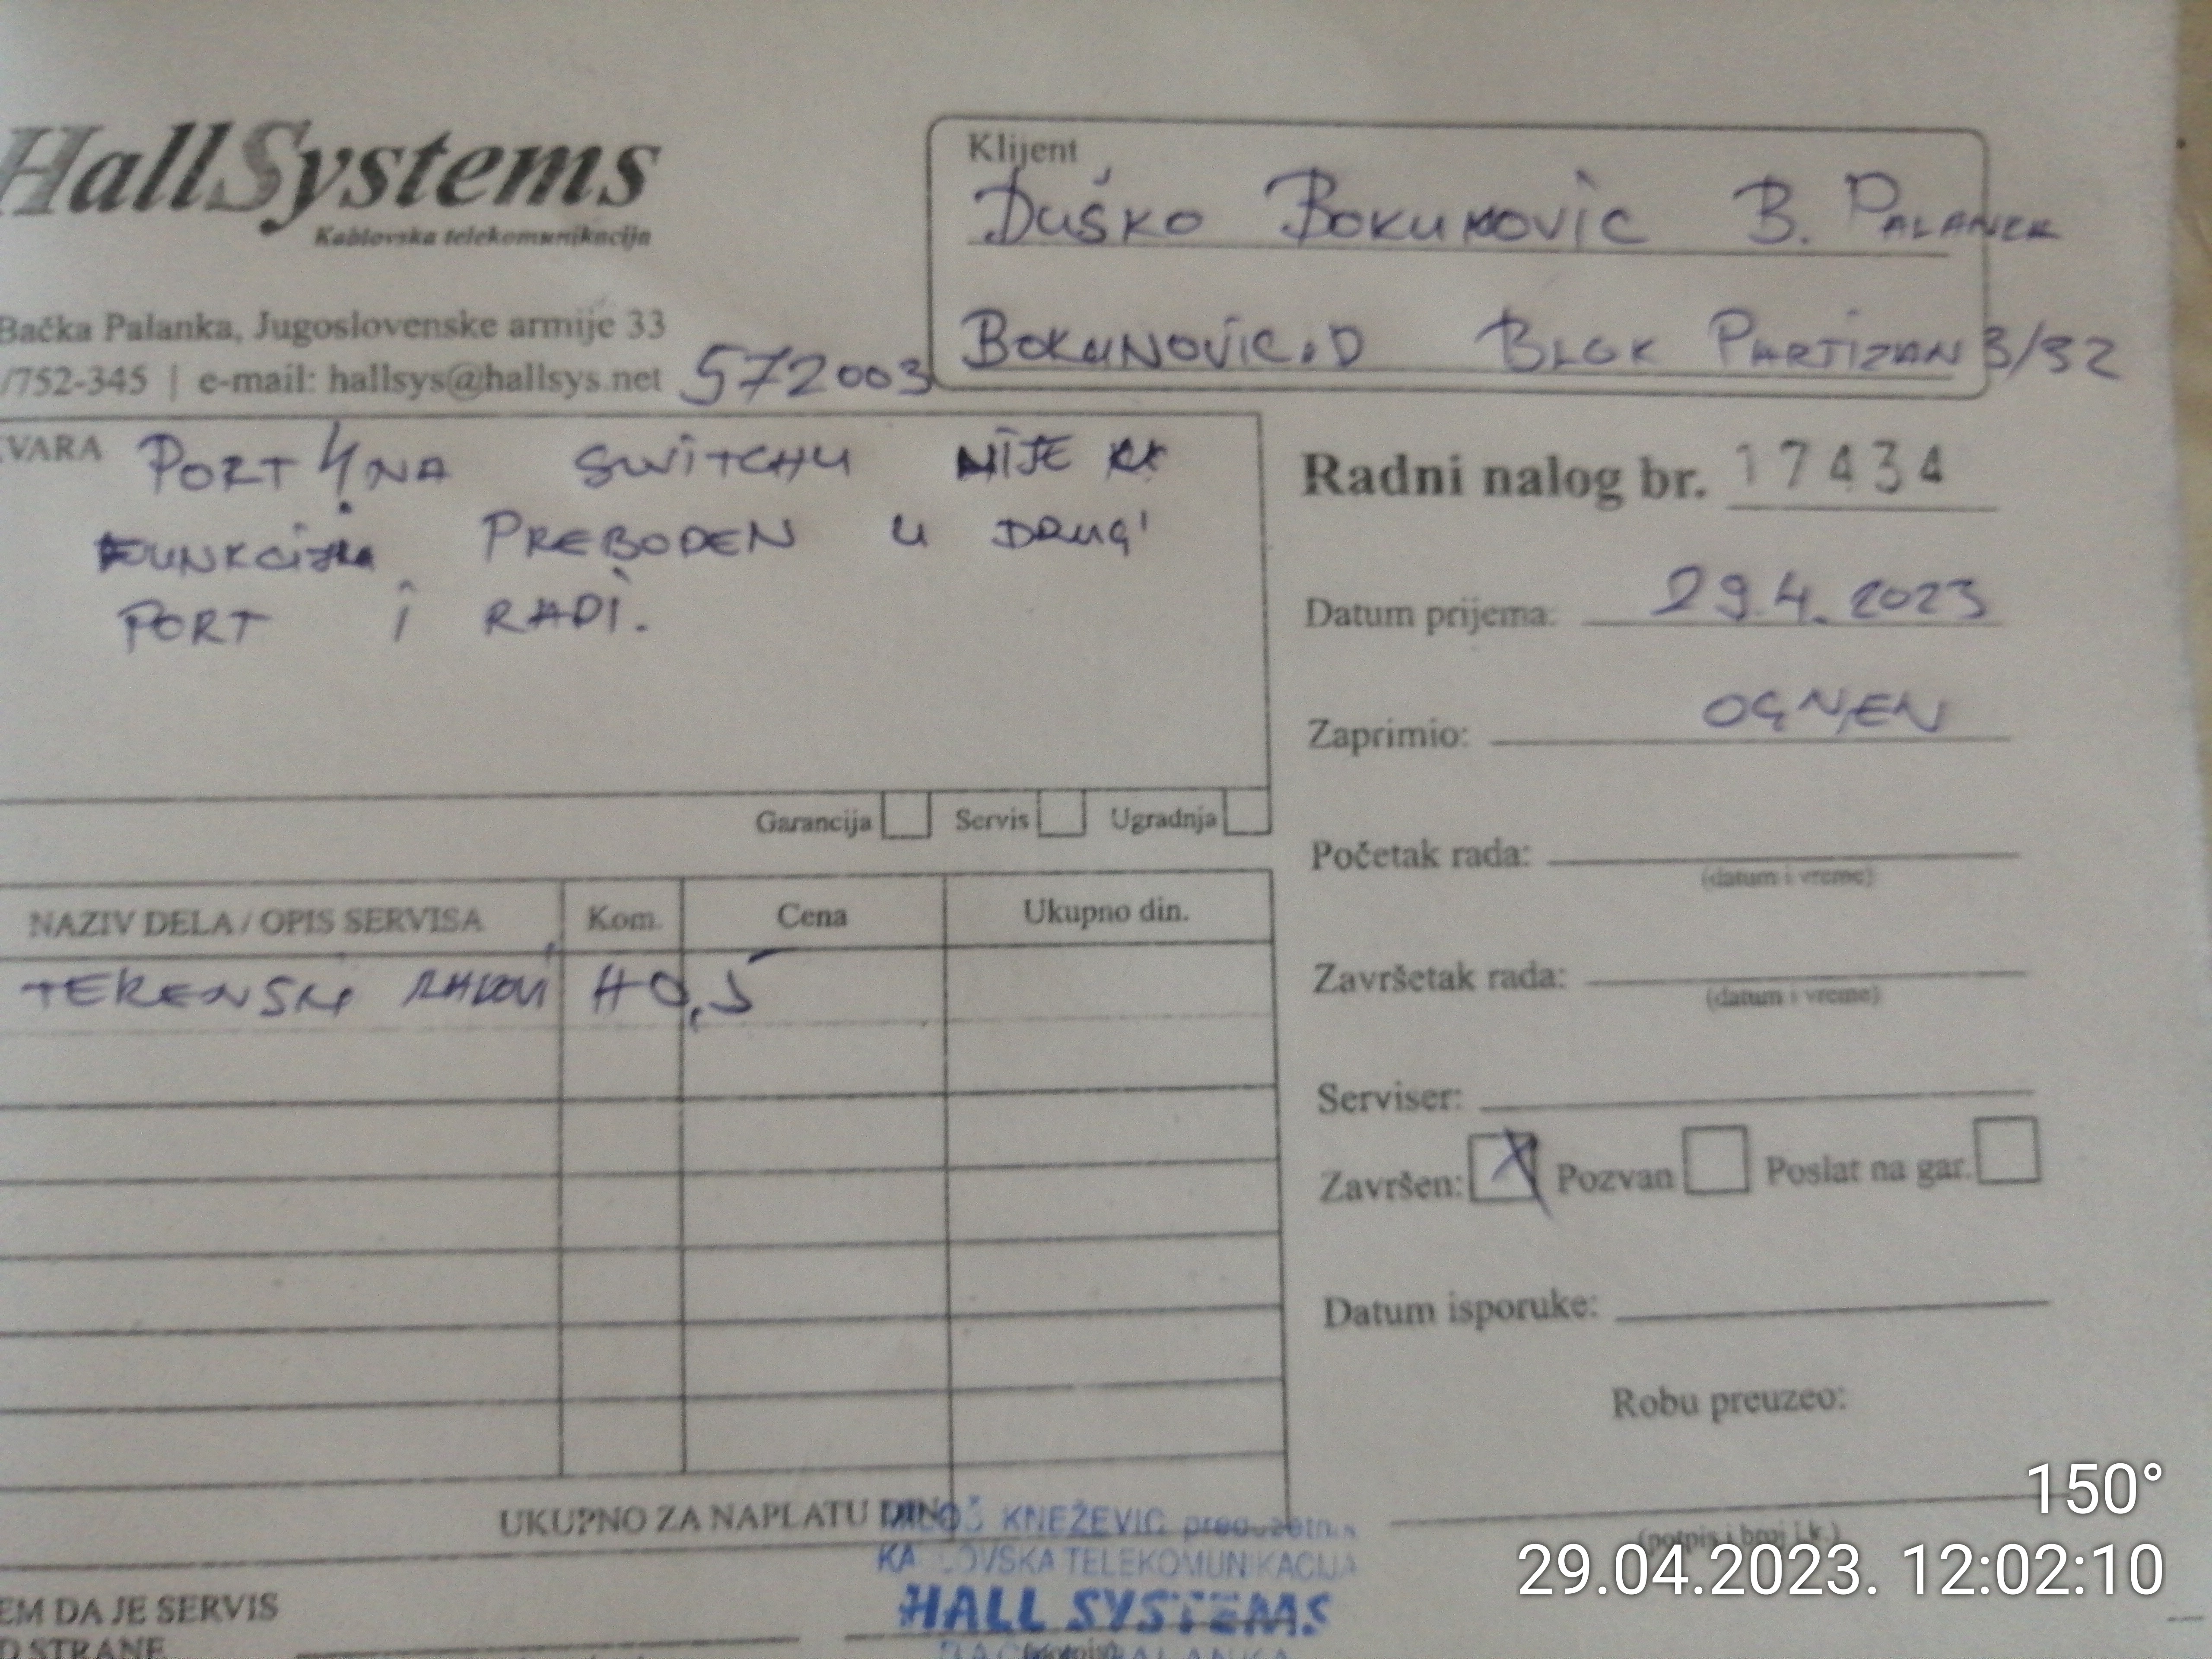 HallSystems
Kablovska telekomunikacija
Bačka Palanka, Jugoslovenske armije 33
/752-345 | e-mail: hallsys@hallsys.net
572003
Klijent
Duško Bokunović B. PALANKA
BOKUNOVIC.D BLOK PARTIZAN 3/32
VARA
PORT 4 NA SWITCHU NIJE
PREBODEN U DRUGI
PORT I RADI.
Garancija Servis Ugradnja
Radni nalog br. 17434
Datum prijema: 29.4.2023
Zaprimio: OGNJEN
Početak rada:
(datum i vreme)
Završetak rada:
(datum i vreme)
Serviser:
Završen: X Pozvan Poslat na gar.
Datum isporuke:
Robu preuzeo:
(potpis i broj l.k.)
NAZIV DELA / OPIS SERVISA Kom. Cena Ukupno din.
TERENSKI H0,5
UKUPNO ZA NAPLATU DIN
KNEŽEVIĆ
TELEKOMUNIKACIJA
HALL SYSTEMS
EM DA JE SERVIS
O STRANE
150°
29.04.2023. 12:02:10